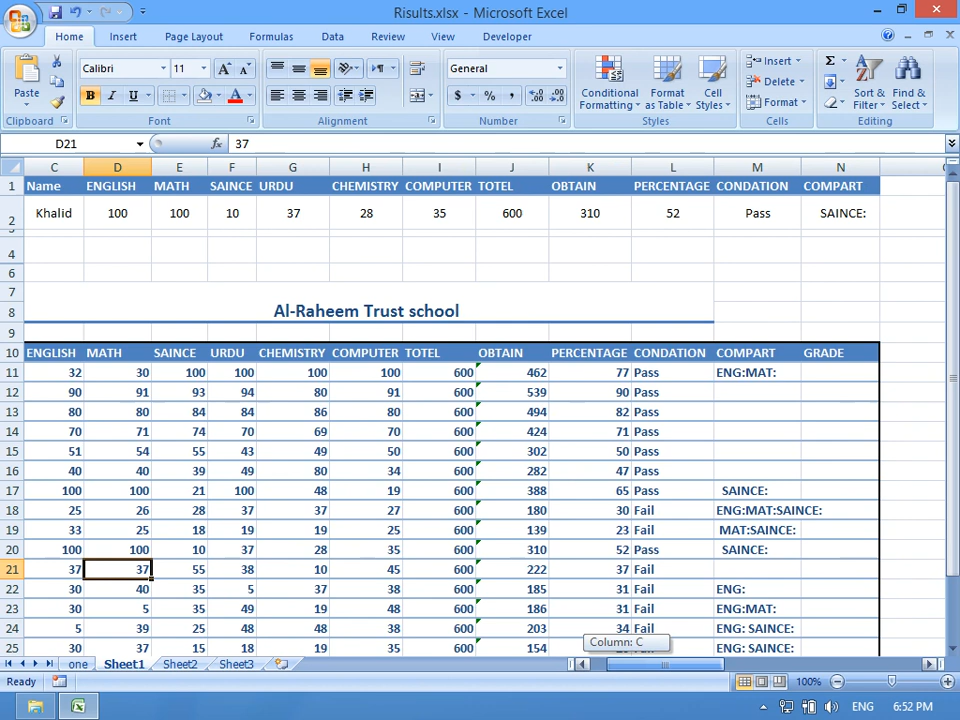 Risults.xlsx - Microsoft Excel
Home Insert Page Layout Formulas Data Review View Developer
Paste Calibri 11 General Conditional Formatting Format as Table Cell Styles Insert Delete Format Sort & Filter Find & Select
Clipboard Font Alignment Number Styles Cells Editing
D21 fx 37
C D E F G H I J K L M N
1 Name ENGLISH MATH SAINCE URDU CHEMISTRY COMPUTER TOTEL OBTAIN PERCENTAGE CONDATION COMPART
2 Khalid 100 100 10 37 28 35 600 310 52 Pass SAINCE:
4
6
7
8 Al-Raheem Trust school
9
10 ENGLISH MATH SAINCE URDU CHEMISTRY COMPUTER TOTEL OBTAIN PERCENTAGE CONDATION COMPART GRADE
11 32 30 100 100 100 100 600 462 77 Pass ENG:MAT:
12 90 91 93 94 80 91 600 539 90 Pass
13 80 80 84 84 86 80 600 494 82 Pass
14 70 71 74 70 69 70 600 424 71 Pass
15 51 54 55 43 49 50 600 302 50 Pass
16 40 40 39 49 80 34 600 282 47 Pass
17 100 100 21 100 48 19 600 388 65 Pass SAINCE:
18 25 26 28 37 37 27 600 180 30 Fail ENG:MAT:SAINCE:
19 33 25 18 19 19 25 600 139 23 Fail MAT:SAINCE:
20 100 100 10 37 28 35 600 310 52 Pass SAINCE:
21 37 37 55 38 10 45 600 222 37 Fail
22 30 40 35 5 37 38 600 185 31 Fail ENG:
23 30 5 35 49 19 48 600 186 31 Fail ENG:MAT:
24 5 39 25 48 48 38 600 203 34 Fail ENG: SAINCE:
25 30 37 15 18 19 35 600 154 Fail ENG: SAINCE:
Column: C
one Sheet1 Sheet2 Sheet3
Ready 100%
ENG 6:52 PM